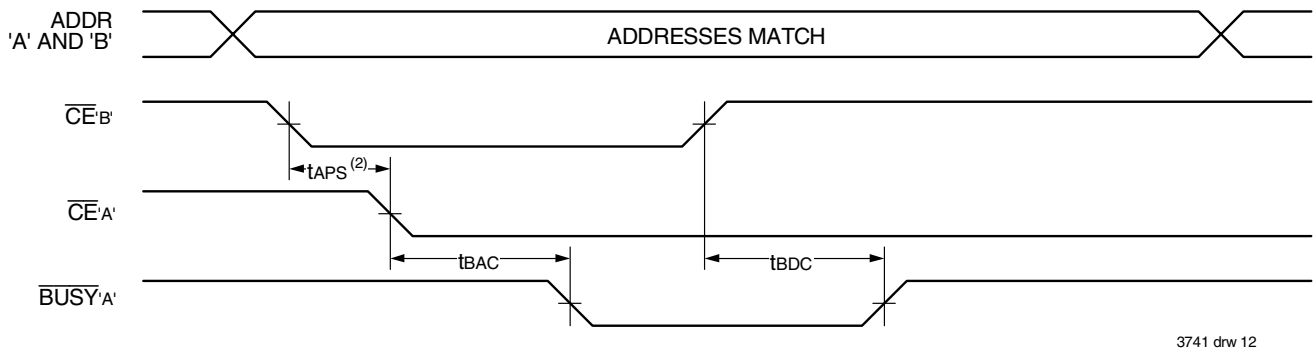 ADDR
'A' AND 'B'
ADDRESSES MATCH
CE'B'
tAPS (2)
CE'A'
tBAC
tBDC
BUSY'A'
3741 drw 12